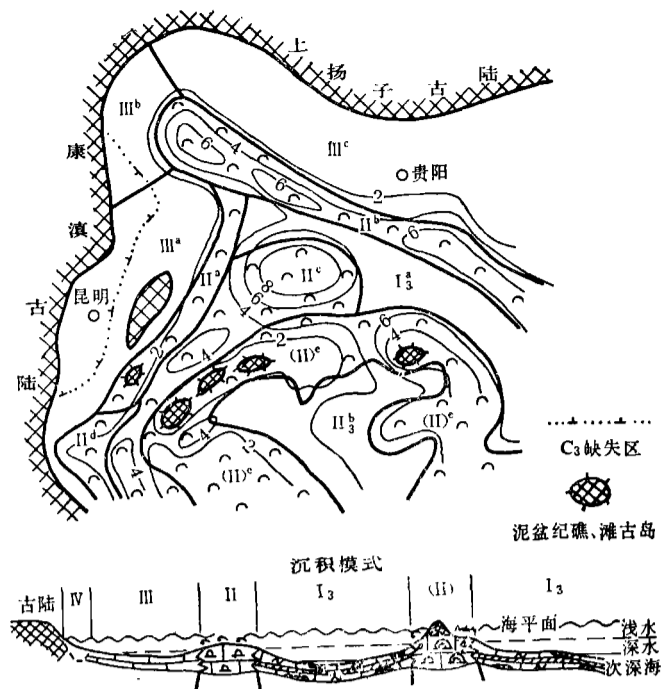 上扬子古陆
康滇古陆
III^b
III^c
贵阳
6
4
6
2
II^b
6
III^a
II^a
II^c
I_3^a
昆明
8
6
4
2
4
2
(II)^e
6
4
II^d
4
4
2
(II)^e
II_3^b
(II)^e
C₃缺失区
泥盆纪礁、滩古岛
沉积模式
古陆 IV III II I₃ (II) I₃
海平面 浅水
深水
次深海